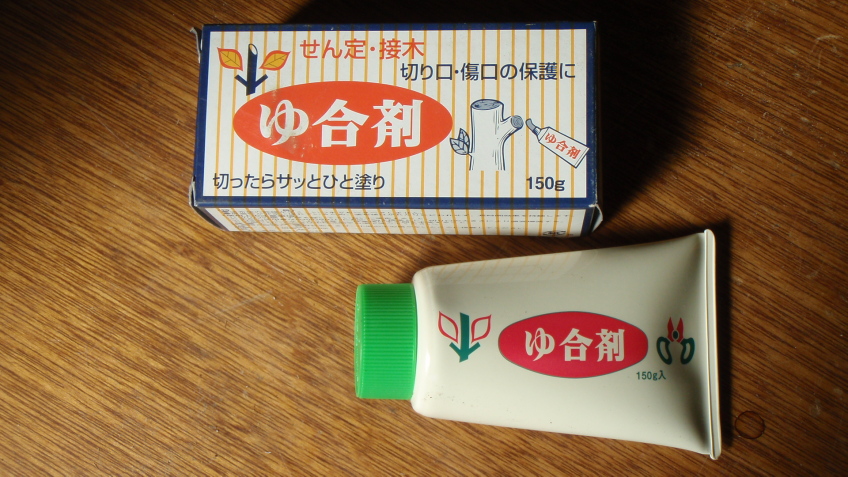 せん定・接木
切り口・傷口の保護に
ゆ合剤
ゆ合剤
切ったらサッとひと塗り
150g
ゆ合剤
150g入